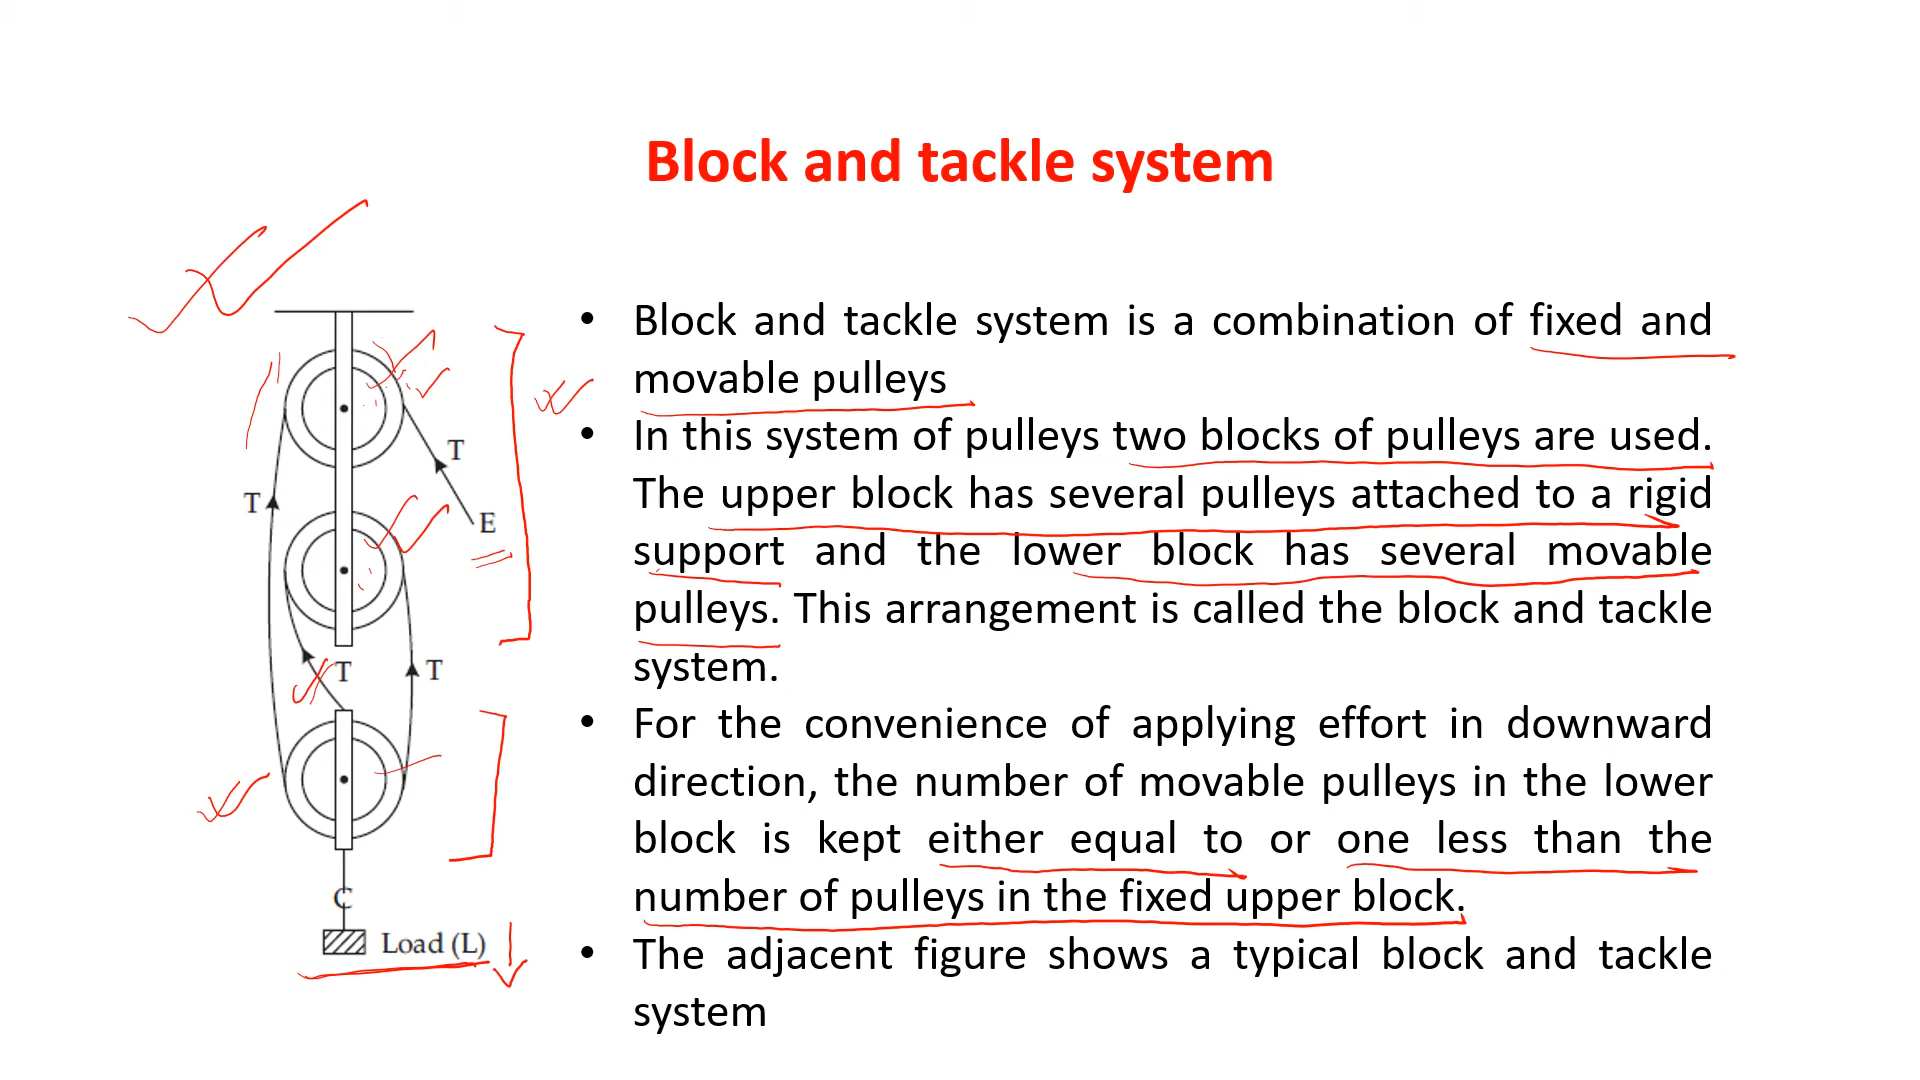 Block and tackle system
• Block and tackle system is a combination of fixed and
movable pulleys
• In this system of pulleys two blocks of pulleys are used.
The upper block has several pulleys attached to a rigid
support and the lower block has several movable
pulleys. This arrangement is called the block and tackle
system.
• For the convenience of applying effort in downward
direction, the number of movable pulleys in the lower
block is kept either equal to or one less than the
number of pulleys in the fixed upper block.
• The adjacent figure shows a typical block and tackle
system
T
T
E
T
T
C
Load (L)